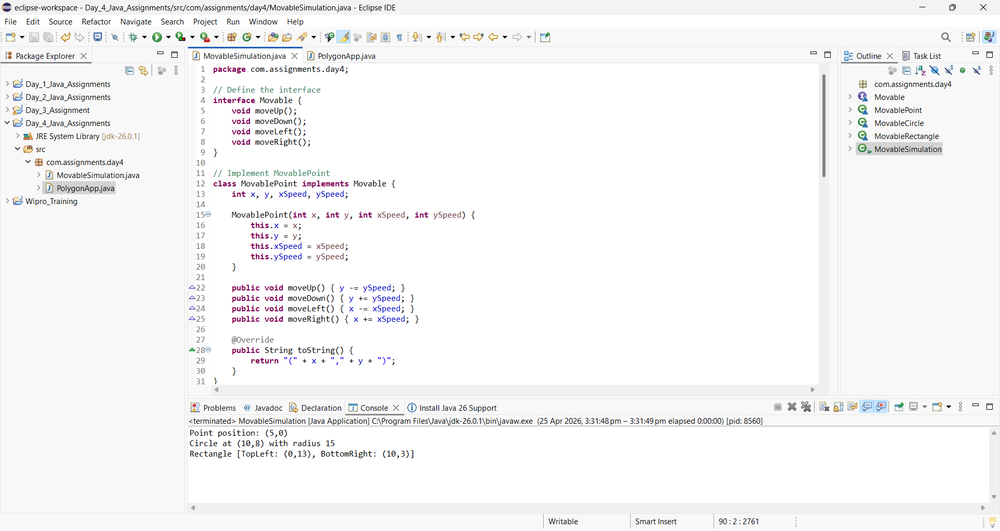 eclipse-workspace - Day_4_Java_Assignments/src/com/assignments/day4/MovableSimulation.java - Eclipse IDE
File Edit Source Refactor Navigate Search Project Run Window Help
Package Explorer
Day_1_Java_Assignments
Day_2_Java_Assignments
Day_3_Assignment
Day_4_Java_Assignments
JRE System Library [jdk-26.0.1]
src
com.assignments.day4
MovableSimulation.java
PolygonApp.java
Wipro_Training
MovableSimulation.java PolygonApp.java
1 package com.assignments.day4;
2
3 // Define the interface
4 interface Movable {
5 void moveUp();
6 void moveDown();
7 void moveLeft();
8 void moveRight();
9 }
10
11 // Implement MovablePoint
12 class MovablePoint implements Movable {
13 int x, y, xSpeed, ySpeed;
14
15 MovablePoint(int x, int y, int xSpeed, int ySpeed) {
16 this.x = x;
17 this.y = y;
18 this.xSpeed = xSpeed;
19 this.ySpeed = ySpeed;
20 }
21
22 public void moveUp() { y -= ySpeed; }
23 public void moveDown() { y += ySpeed; }
24 public void moveLeft() { x -= xSpeed; }
25 public void moveRight() { x += xSpeed; }
26
27 @Override
28 public String toString() {
29 return "(" + x + "," + y + ")";
30 }
31 }
Outline Task List
com.assignments.day4
Movable
MovablePoint
MovableCircle
MovableRectangle
MovableSimulation
Problems Javadoc Declaration Console Install Java 26 Support
<terminated> MovableSimulation [Java Application] C:\Program Files\Java\jdk-26.0.1\bin\javaw.exe (25 Apr 2026, 3:31:48 pm – 3:31:49 pm elapsed 0:00:00) [pid: 8560]
Point position: (5,0)
Circle at (10,8) with radius 15
Rectangle [TopLeft: (0,13), BottomRight: (10,3)]
Writable Smart Insert 90 : 2 : 2761